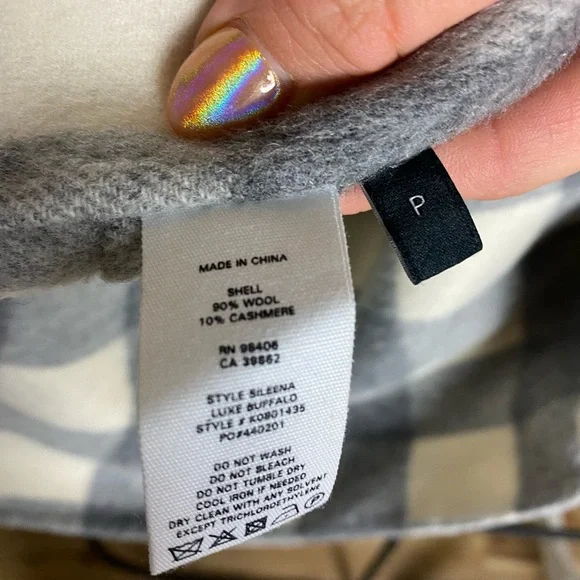 P
MADE IN CHINA
SHELL
90% WOOL
10% CASHMERE
RN 98406
CA 39862
STYLE SILEENA
LUXE BUFFALO
STYLE # K0801435
PO#440201
DO NOT WASH
DO NOT BLEACH
DO NOT TUMBLE DRY
COOL IRON IF NEEDED
DRY CLEAN WITH ANY SOLVENT
EXCEPT TRICHLOROETHYLENE
P